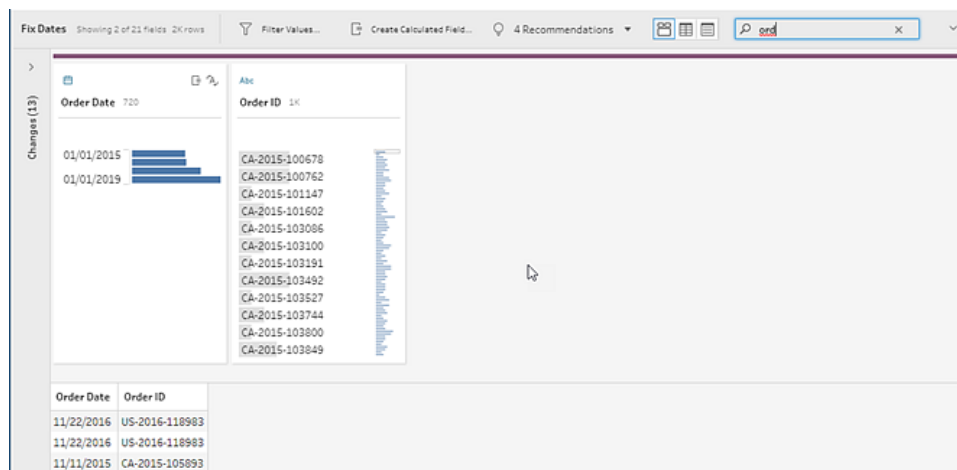 Fix Dates Showing 2 of 21 fields 2K rows Filter Values... Create Calculated Field... 4 Recommendations ord
Changes (13)
Abc
Order Date 720 Order ID 1K
01/01/2015
01/01/2019
CA-2015-100678
CA-2015-100762
CA-2015-101147
CA-2015-101602
CA-2015-103086
CA-2015-103100
CA-2015-103191
CA-2015-103492
CA-2015-103527
CA-2015-103744
CA-2015-103800
CA-2015-103849
Order Date Order ID
11/22/2016 US-2016-118983
11/22/2016 US-2016-118983
11/11/2015 CA-2015-105893